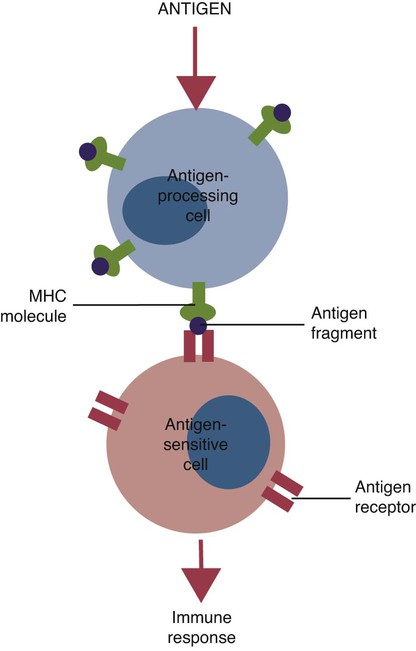 ANTIGEN
Antigen-
processing
cell
MHC
molecule
Antigen
fragment
Antigen-
sensitive
cell
Antigen
receptor
Immune
response